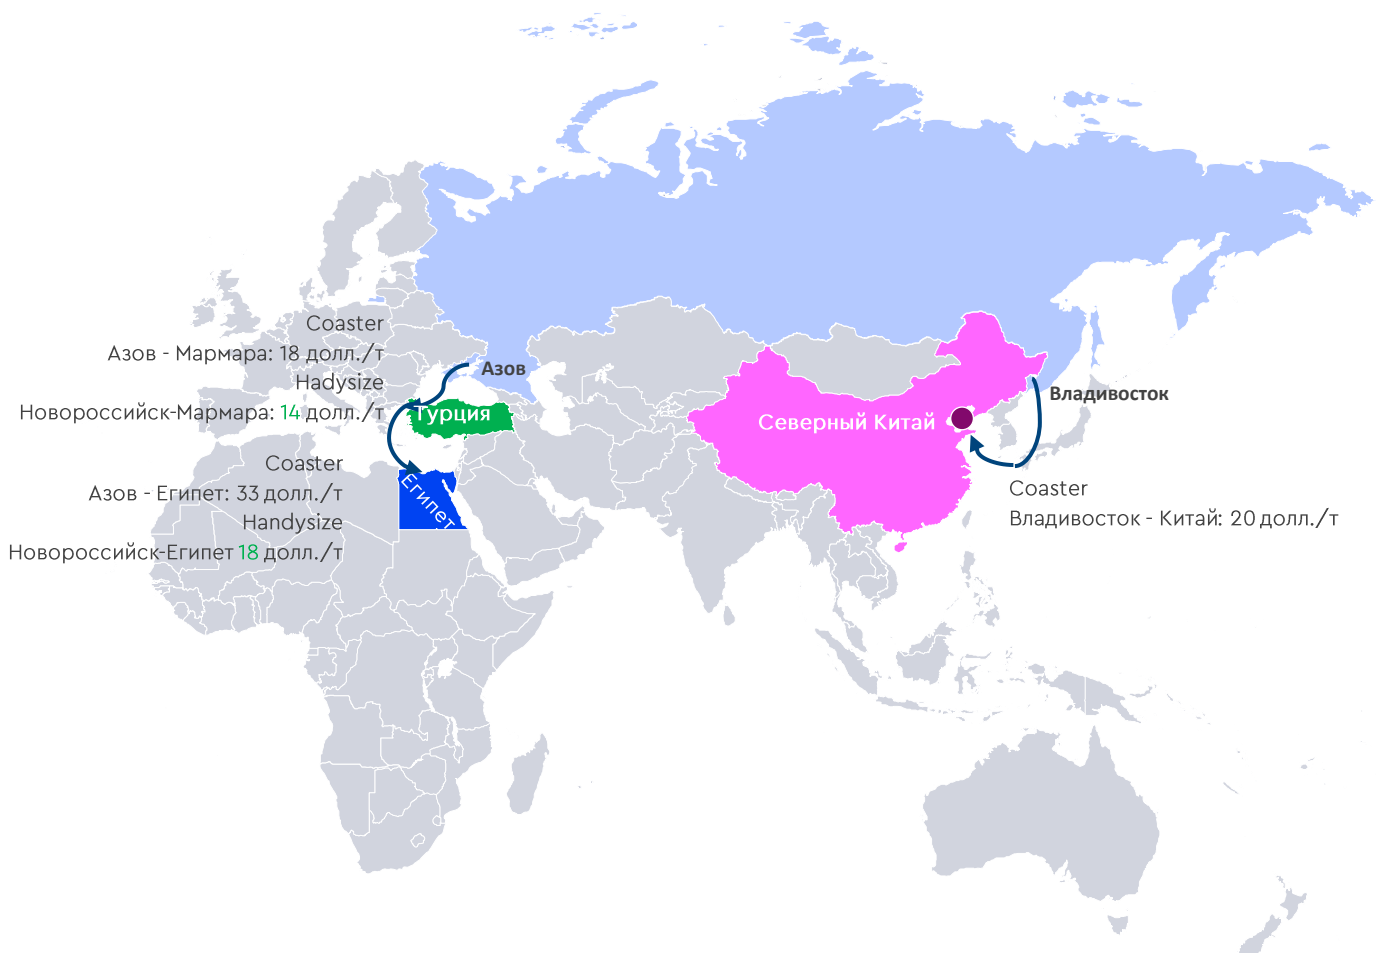 Coaster
Азов - Мармара: 18 долл./т
Hadysize
Новороссийск-Мармара: 14 долл./т
Азов
Турция
Coaster
Азов - Египет: 33 долл./т
Handysize
Новороссийск-Египет 18 долл./т
Египет
Северный Китай
Владивосток
Coaster
Владивосток - Китай: 20 долл./т